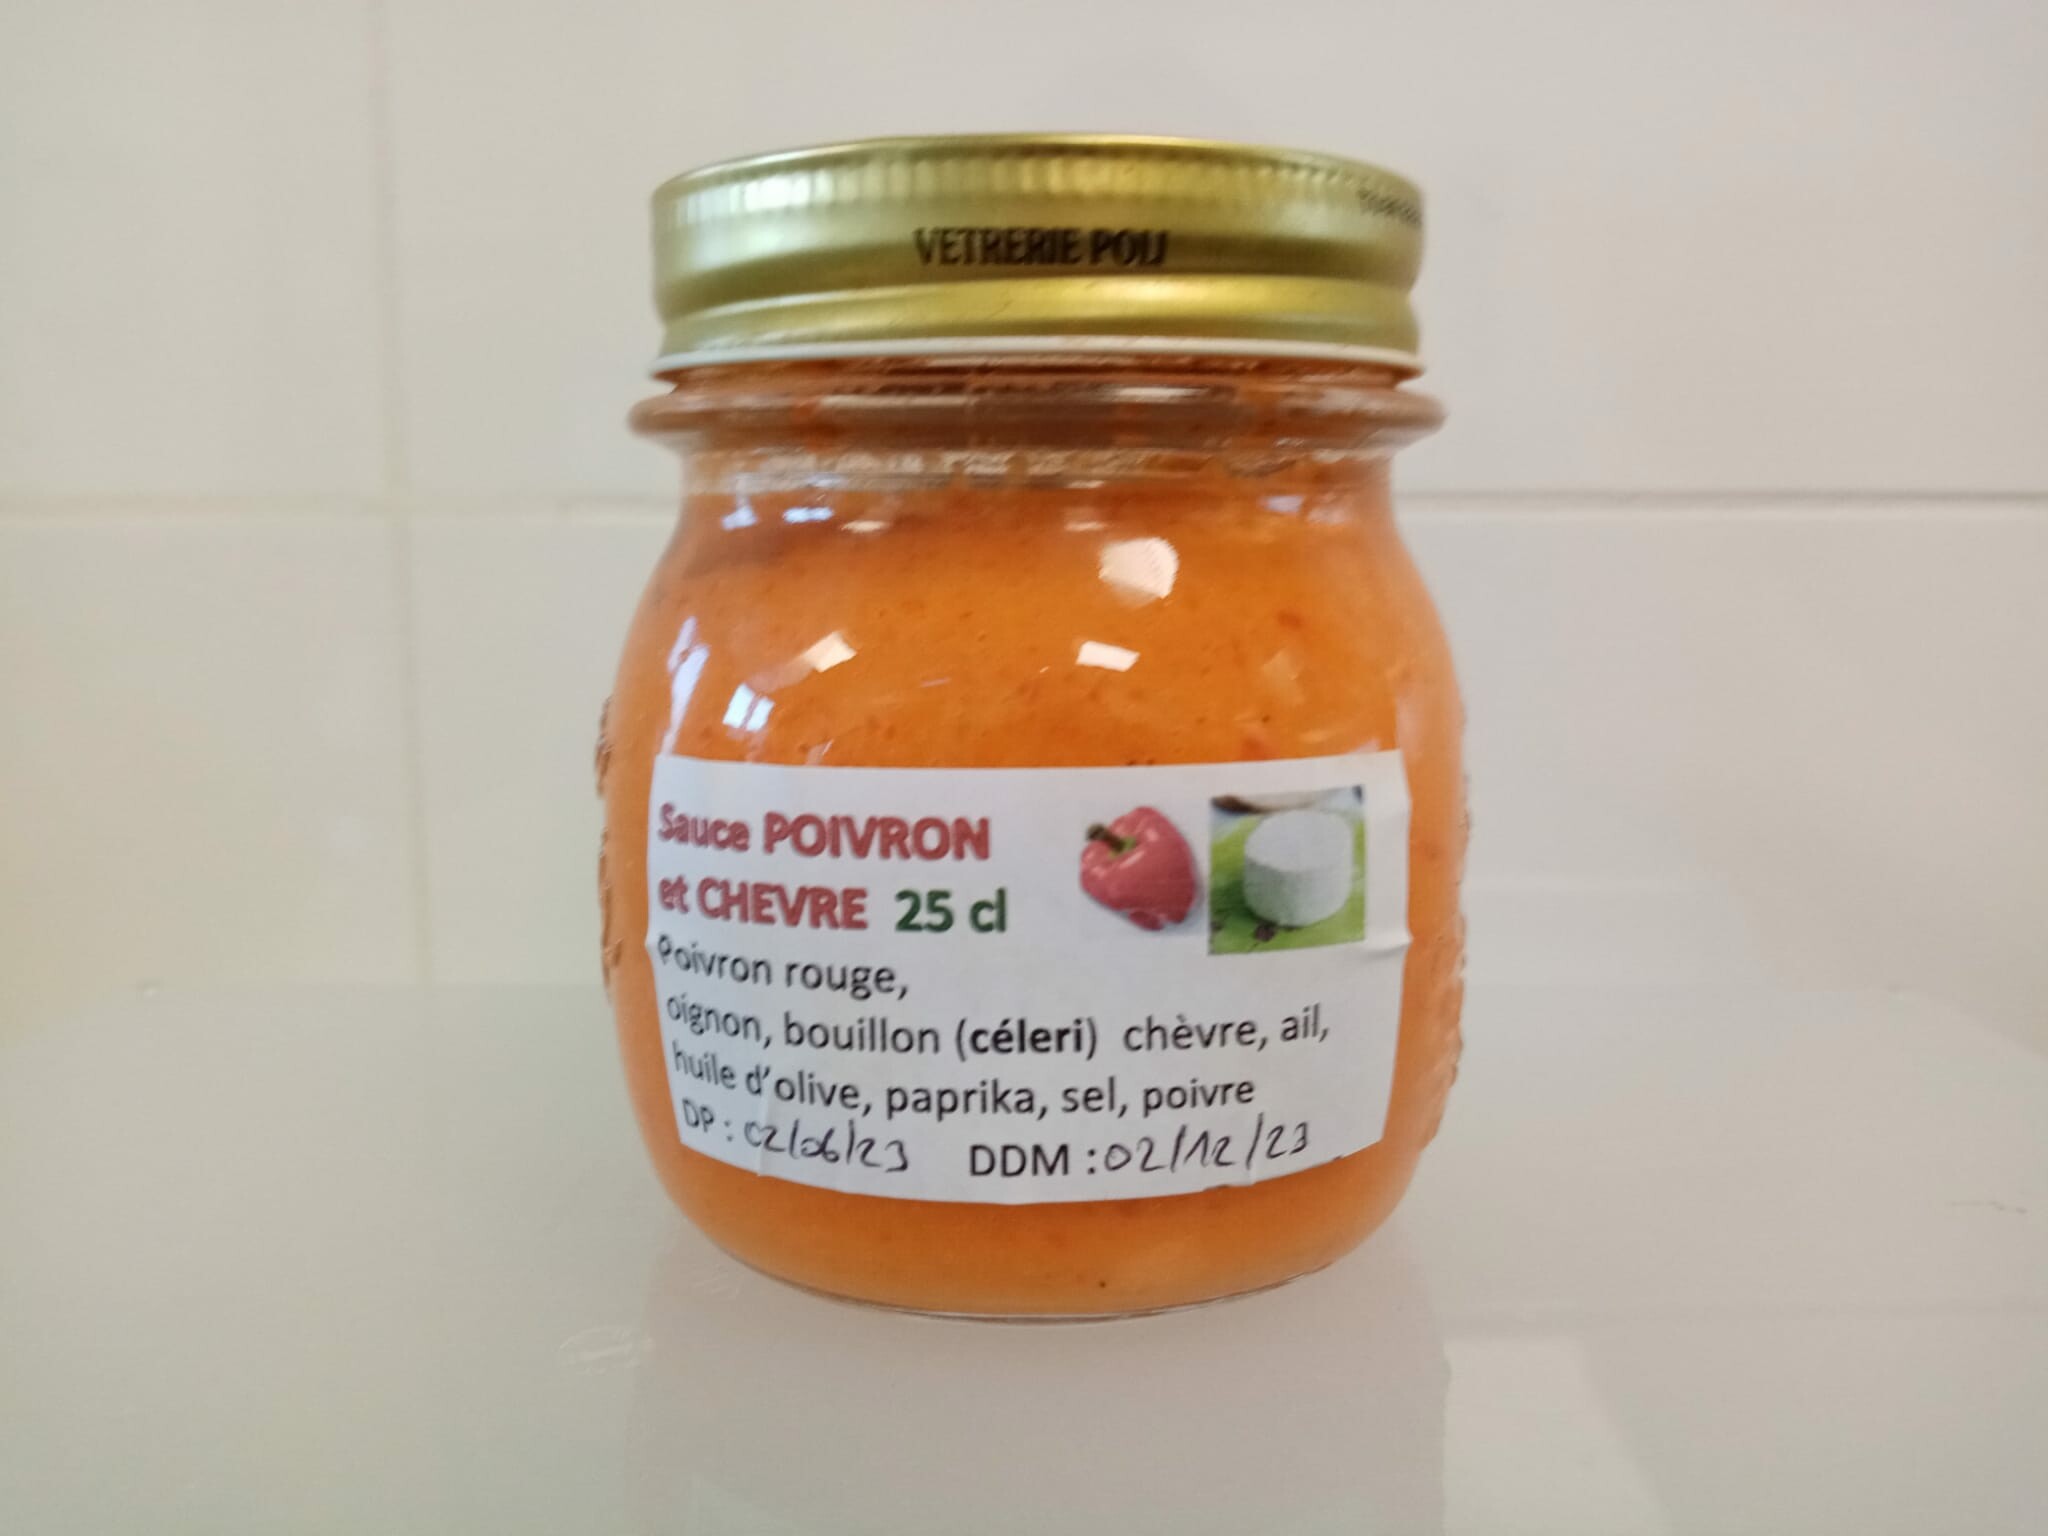 VETRERIE POLI
Sauce POIVRON
et CHEVRE 25 cl
Poivron rouge,
oignon, bouillon (céleri) chèvre, ail,
huile d'olive, paprika, sel, poivre
DP : 02/06/23 DDM : 02/12/23